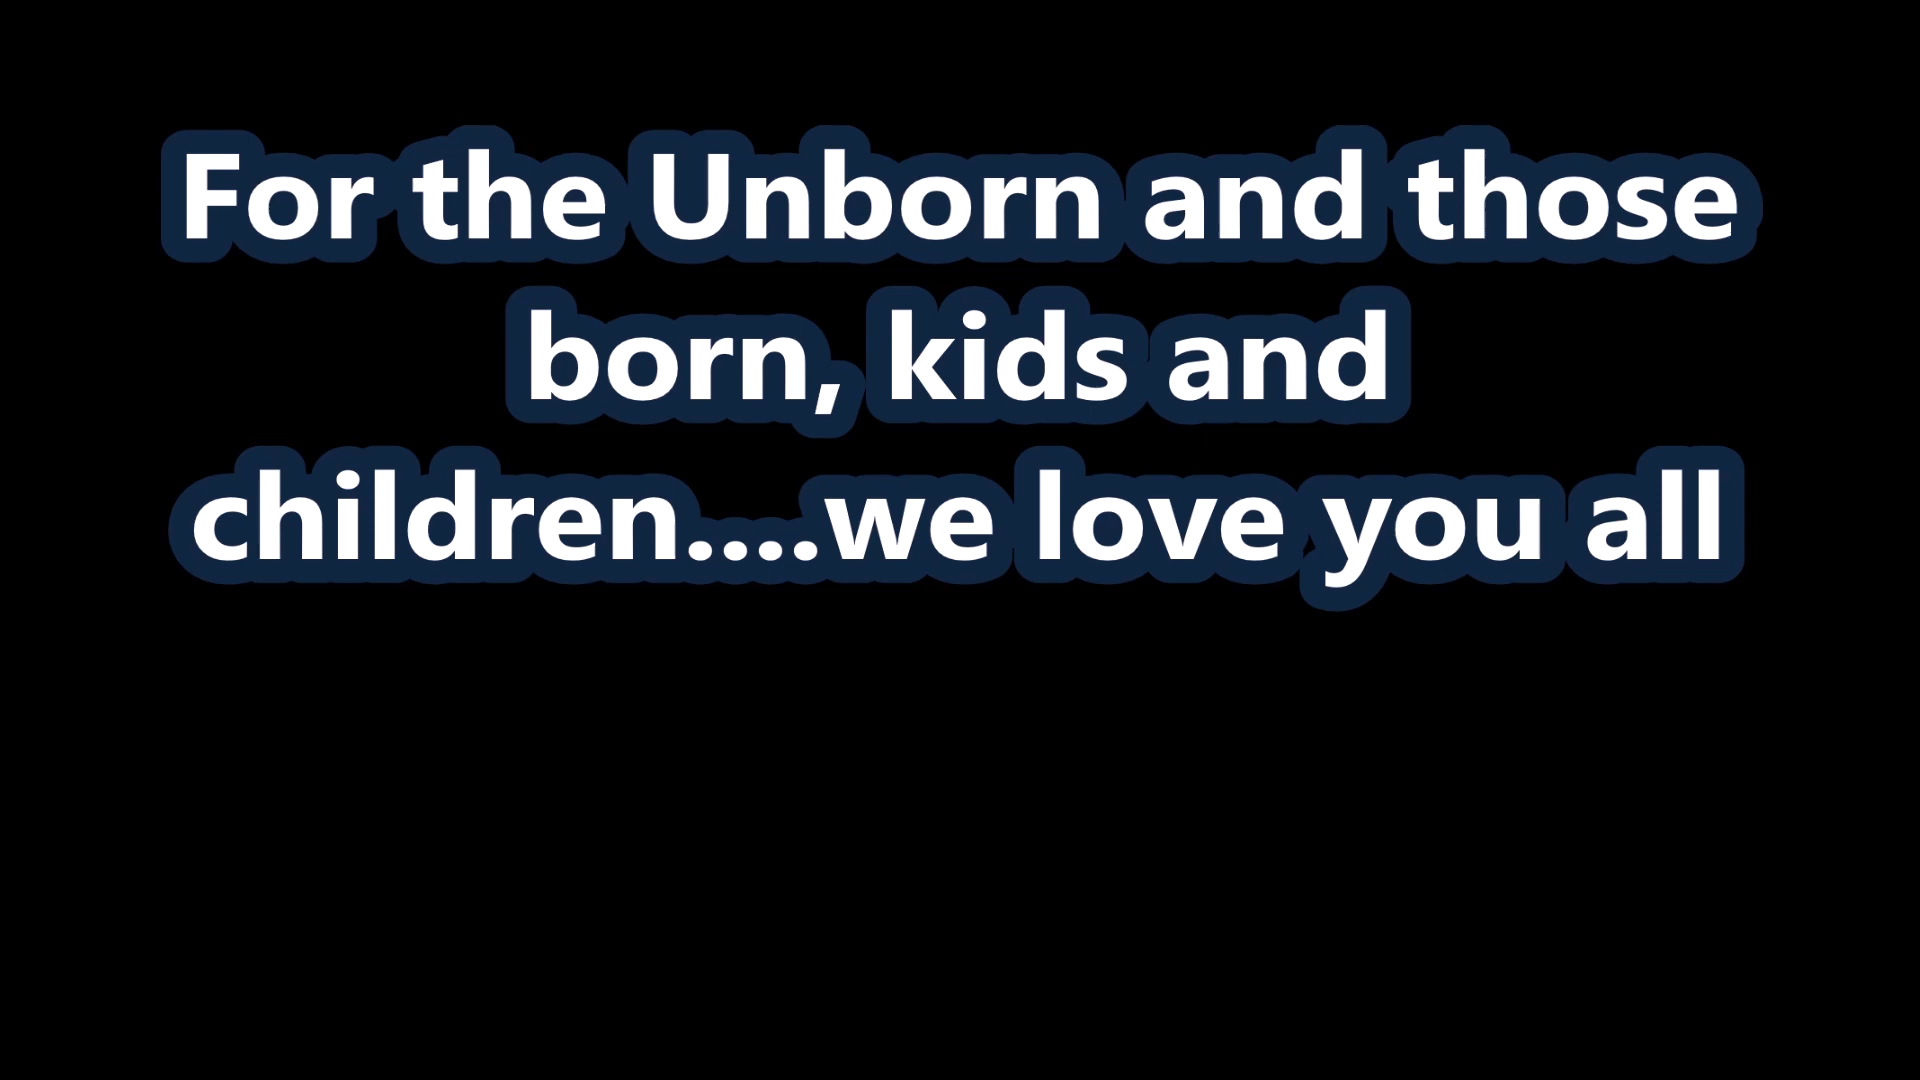 For the Unborn and those
born, kids and
children....we love you all